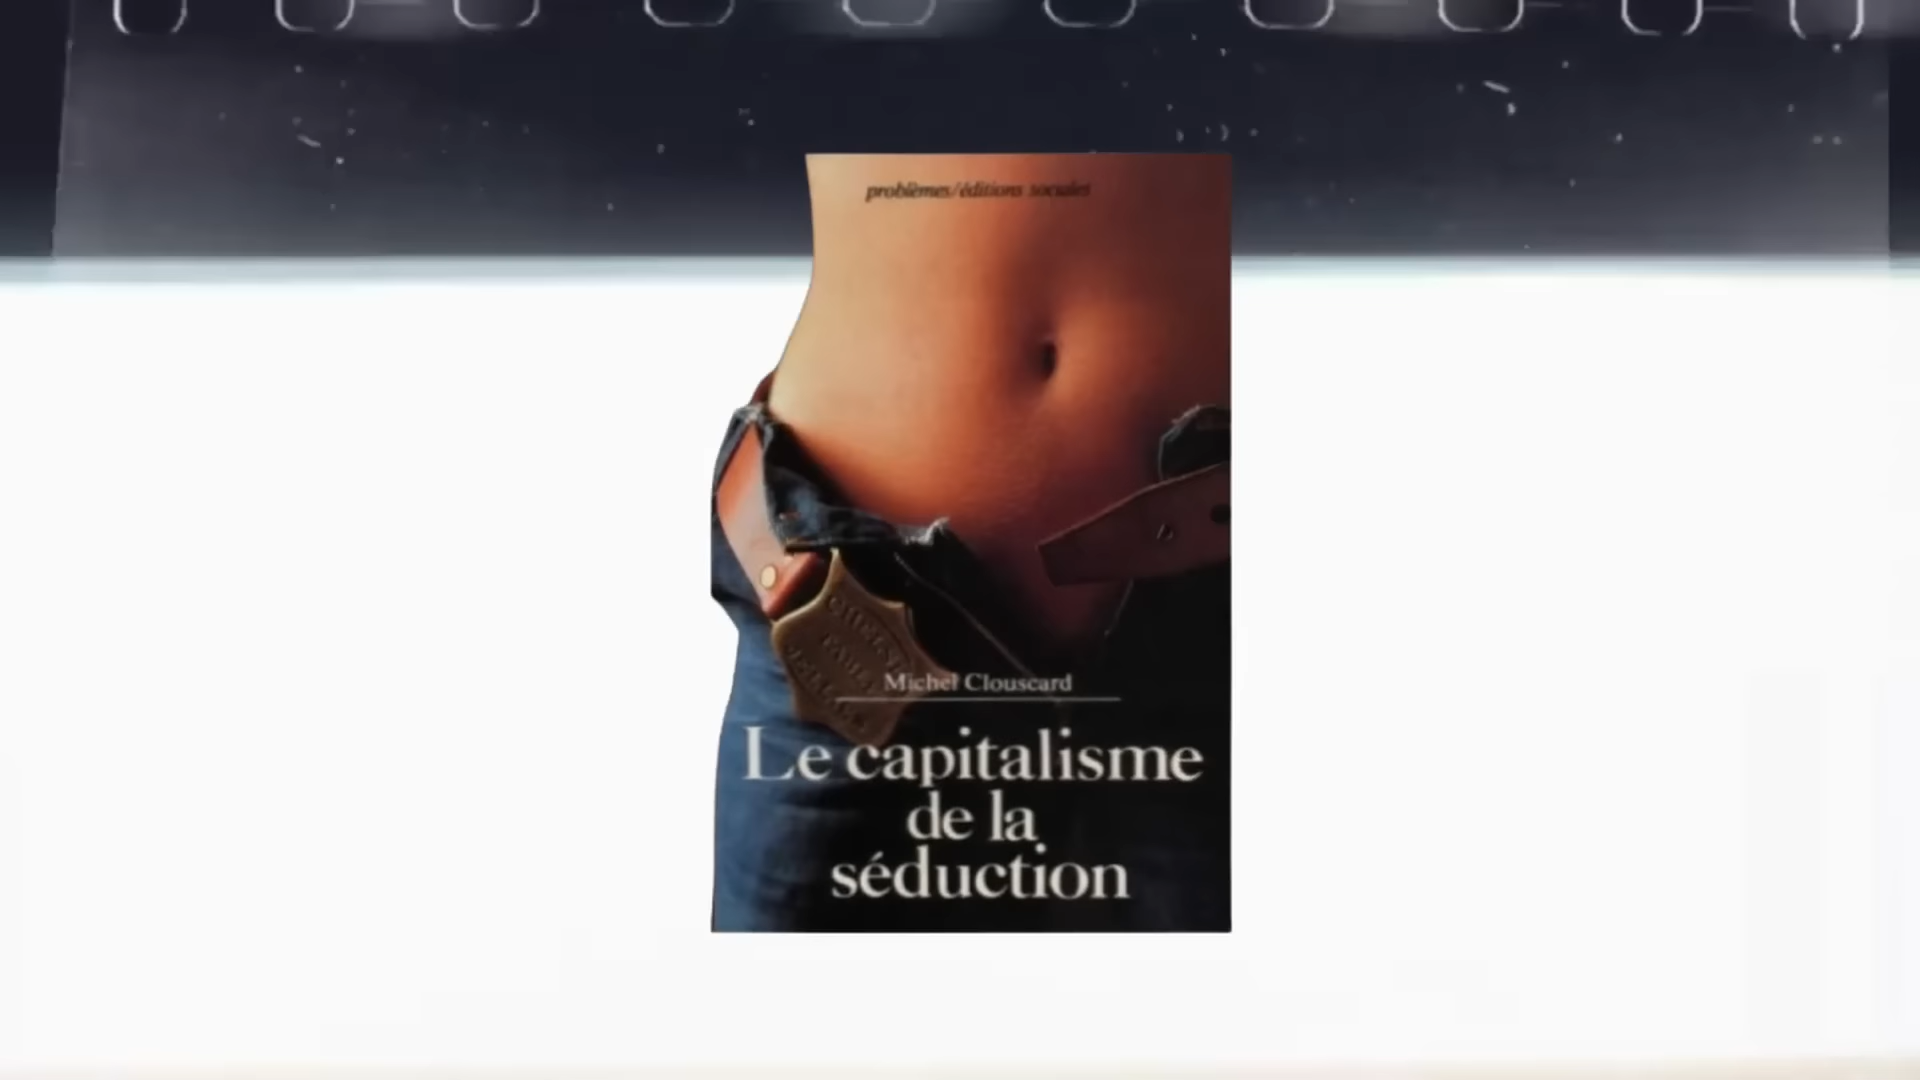 problèmes/éditions sociales
Michel Clouscard
Le capitalisme
de la
séduction